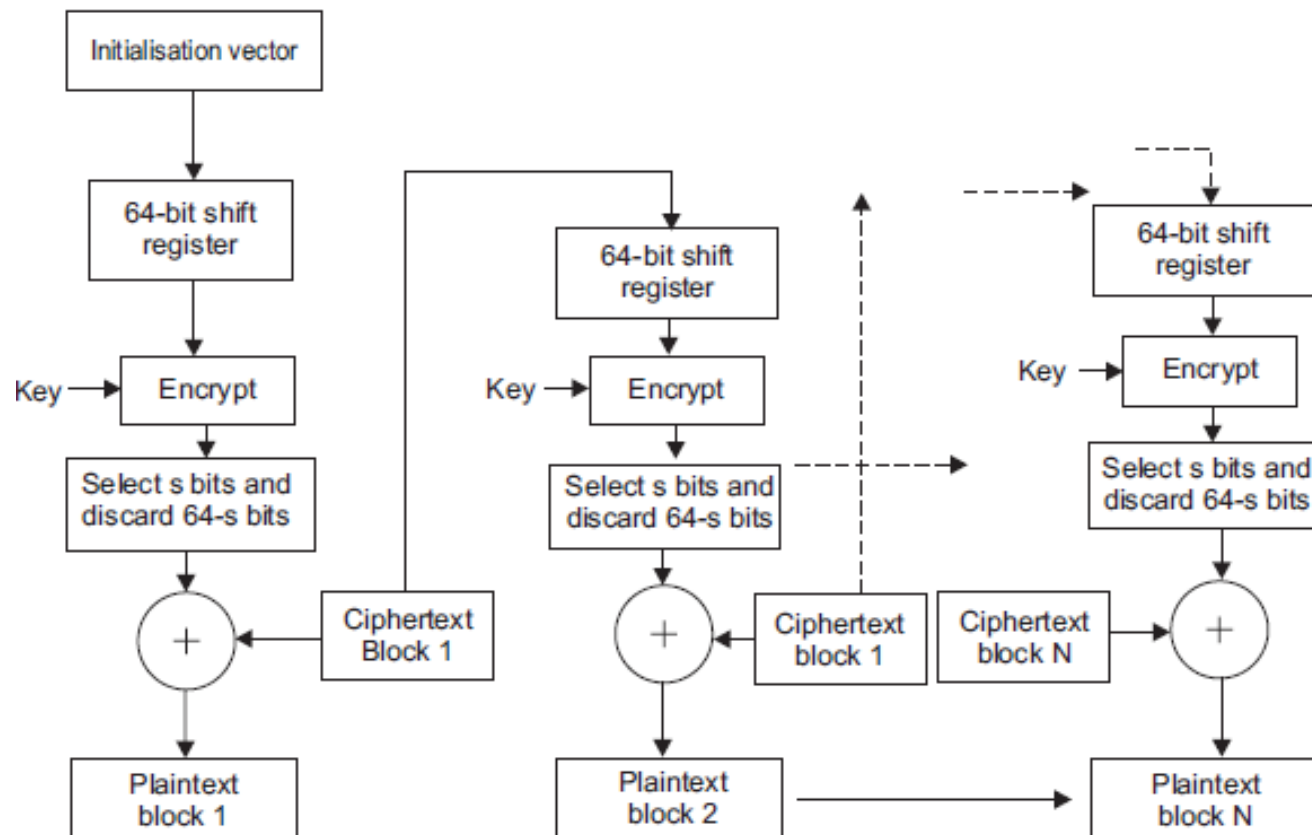 Initialisation vector
64-bit shift
register
Key
Encrypt
Select s bits and
discard 64-s bits
+
Ciphertext
Block 1
Plaintext
block 1
64-bit shift
register
Key
Encrypt
Select s bits and
discard 64-s bits
+
Ciphertext
block 1
Plaintext
block 2
64-bit shift
register
Key
Encrypt
Select s bits and
discard 64-s bits
Ciphertext
block N
+
Plaintext
block N